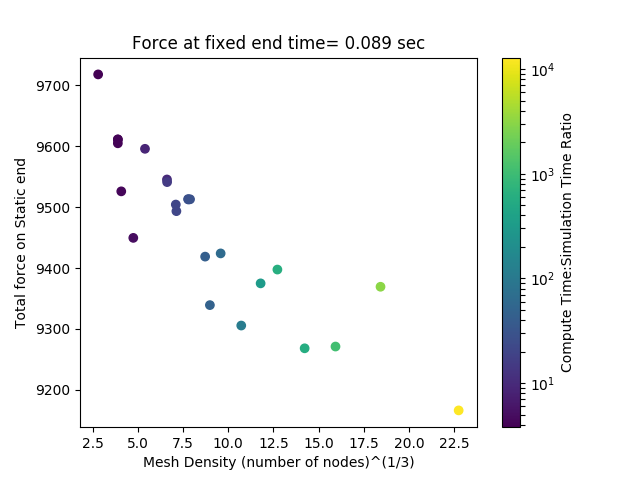 Force at fixed end time= 0.089 sec
9700
9600
9500
9400
9300
9200
Total force on Static end
2.5 5.0 7.5 10.0 12.5 15.0 17.5 20.0 22.5
Mesh Density (number of nodes)^(1/3)
10^4
10^3
10^2
10^1
Compute Time:Simulation Time Ratio